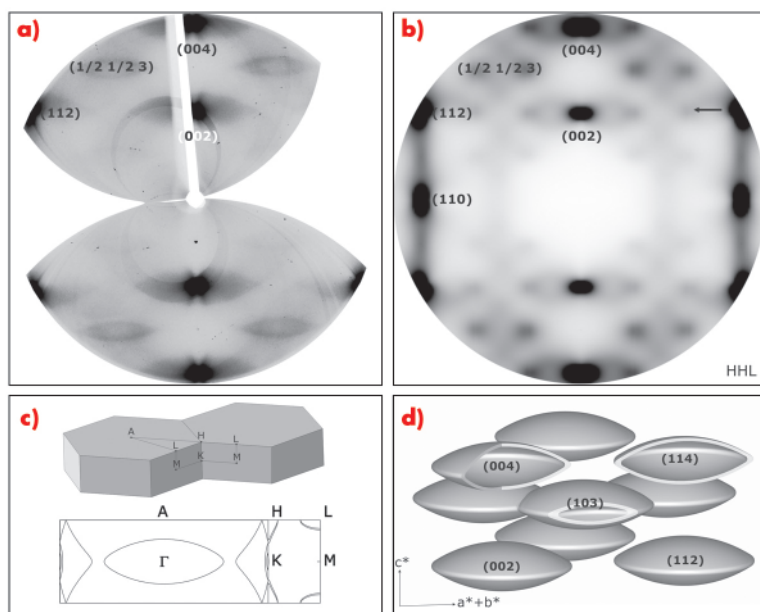 a)
(004)
(1/2 1/2 3)
(112)
(002)
b)
(004)
(1/2 1/2 3)
(112)
(002)
(110)
HHL
c)
A
H
L
L
K
M
M
A
H
L
Γ
K
M
d)
(004)
(114)
(103)
(002)
(112)
c*
a*+b*